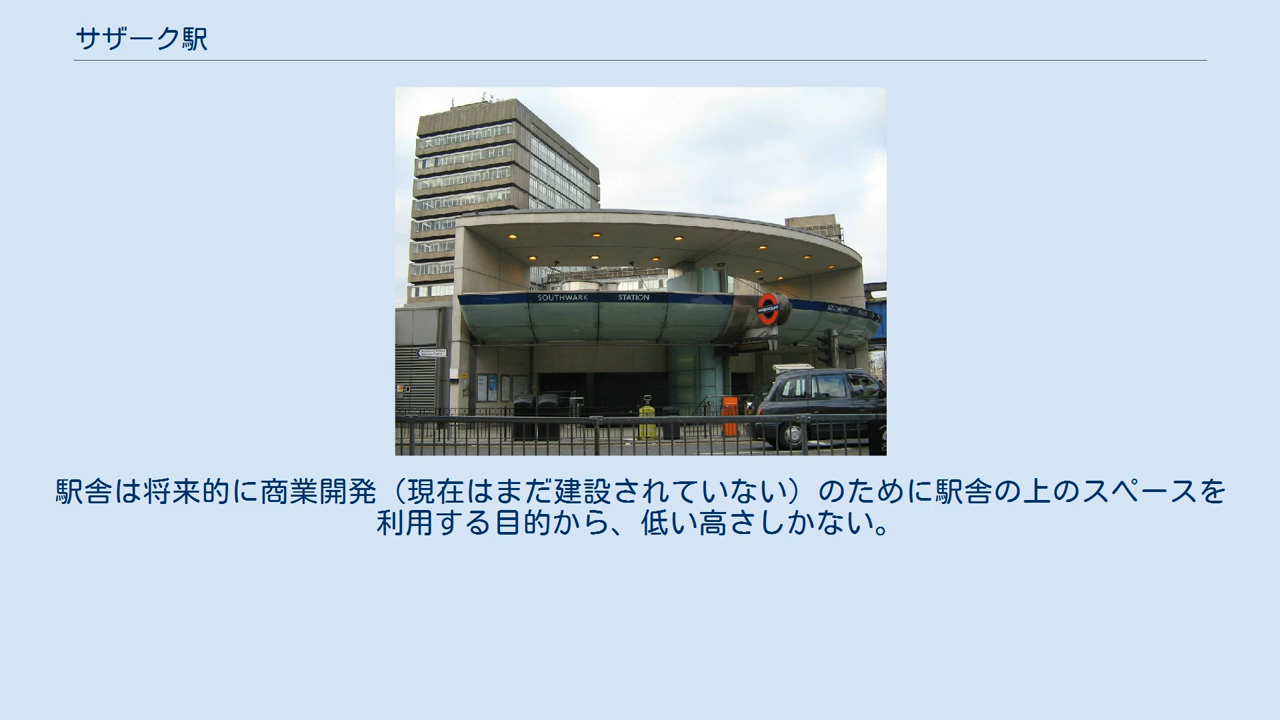 サザーク駅
SOUTHWARK STATION
駅舎は将来的に商業開発（現在はまだ建設されていない）のために駅舎の上のスペースを
利用する目的から、低い高さしかない。